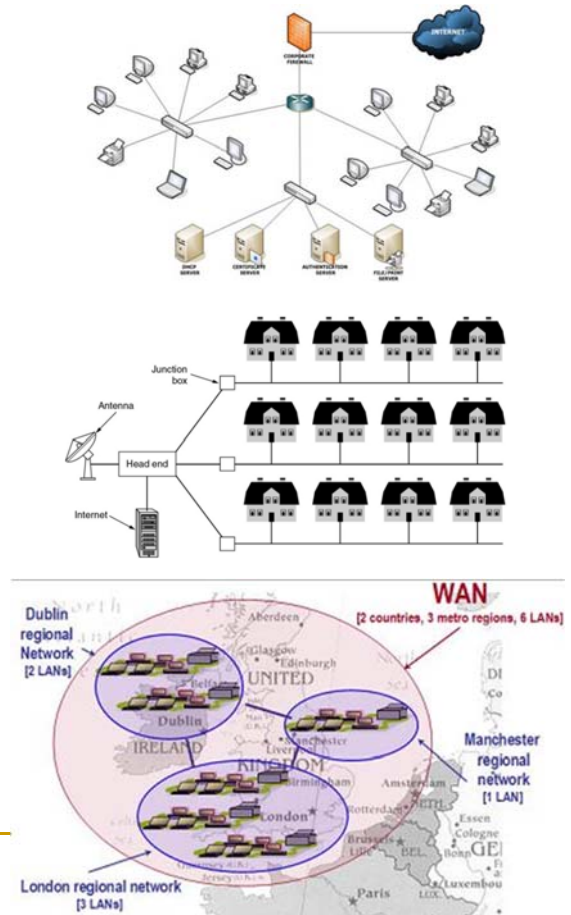 INTERNET
CORPORATE
FIREWALL
DHCP
SERVER
CERTIFICATE
SERVER
AUTHENTICATION
SERVER
FILE/PRINT
SERVER
Junction
box
Antenna
Head end
Internet
WAN
[2 countries, 3 metro regions, 6 LANs]
Dublin
regional
Network
[2 LANs]
North
Aberdeen
Glasgow
Edinburgh
UNITED
Dublin
IRELAND
Manchester
KINGDOM
Birmingham
London
Manchester
regional
network
[1 LAN]
Amsterdam
Rotterdam
Essen
Cologne
BEL.
Bonn
Paris
LUX.
London regional network
[3 LANs]